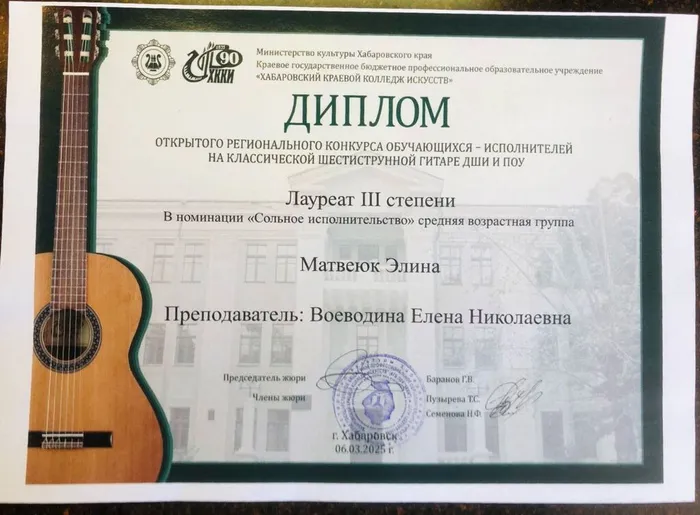 90
ХККИ
Министерство культуры Хабаровского края
Краевое государственное бюджетное профессиональное образовательное учреждение
«ХАБАРОВСКИЙ КРАЕВОЙ КОЛЛЕДЖ ИСКУССТВ»
ДИПЛОМ
ОТКРЫТОГО РЕГИОНАЛЬНОГО КОНКУРСА ОБУЧАЮЩИХСЯ – ИСПОЛНИТЕЛЕЙ
НА КЛАССИЧЕСКОЙ ШЕСТИСТРУННОЙ ГИТАРЕ ДШИ И ПОУ
Лауреат III степени
В номинации «Сольное исполнительство» средняя возрастная группа
Матвеюк Элина
Преподаватель: Воеводина Елена Николаевна
Председатель жюри Баранов Г.В.
Члены жюри Пузырева Т.С.
Семенова Н.Ф.
г. Хабаровск
06.03.2025 г.